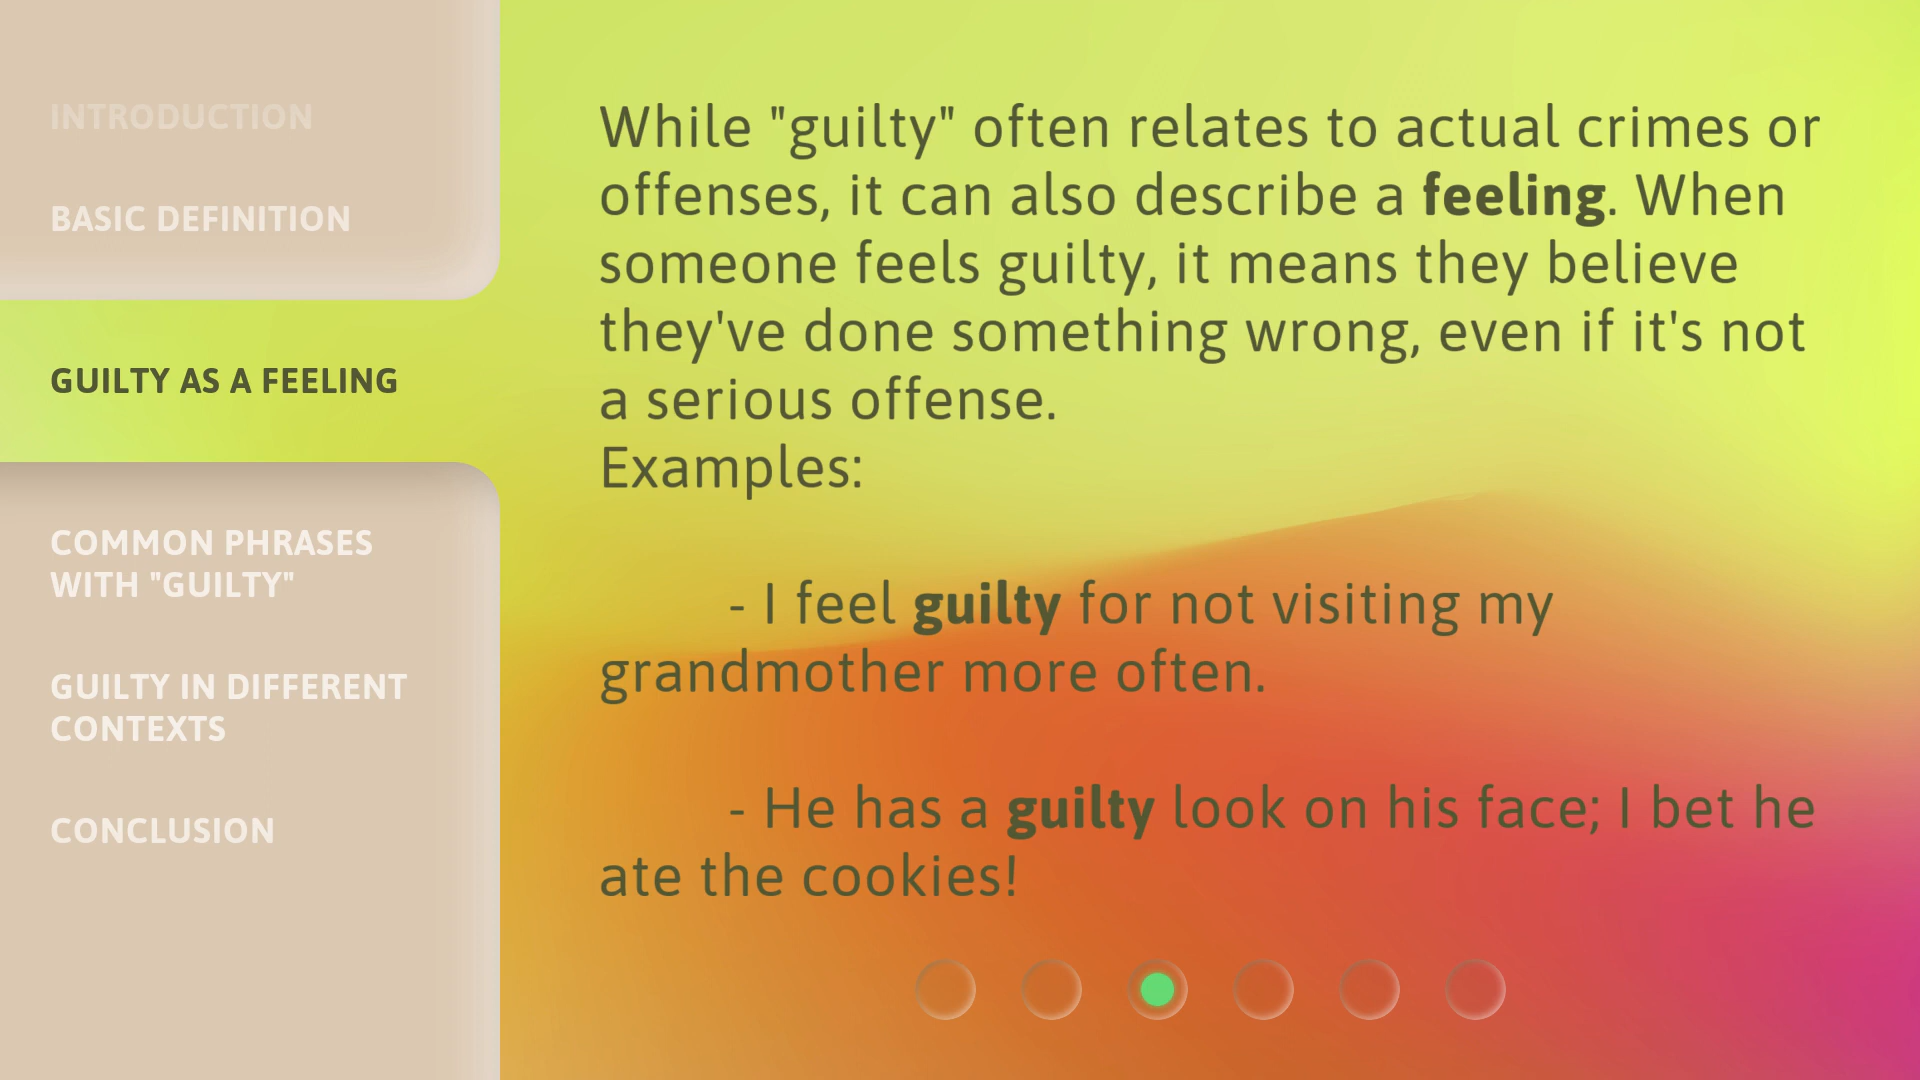 INTRODUCTION
BASIC DEFINITION
GUILTY AS A FEELING
COMMON PHRASES
WITH "GUILTY"
GUILTY IN DIFFERENT
CONTEXTS
CONCLUSION
While "guilty" often relates to actual crimes or
offenses, it can also describe a feeling. When
someone feels guilty, it means they believe
they've done something wrong, even if it's not
a serious offense.
Examples:
- I feel guilty for not visiting my
grandmother more often.
- He has a guilty look on his face; I bet he
ate the cookies!